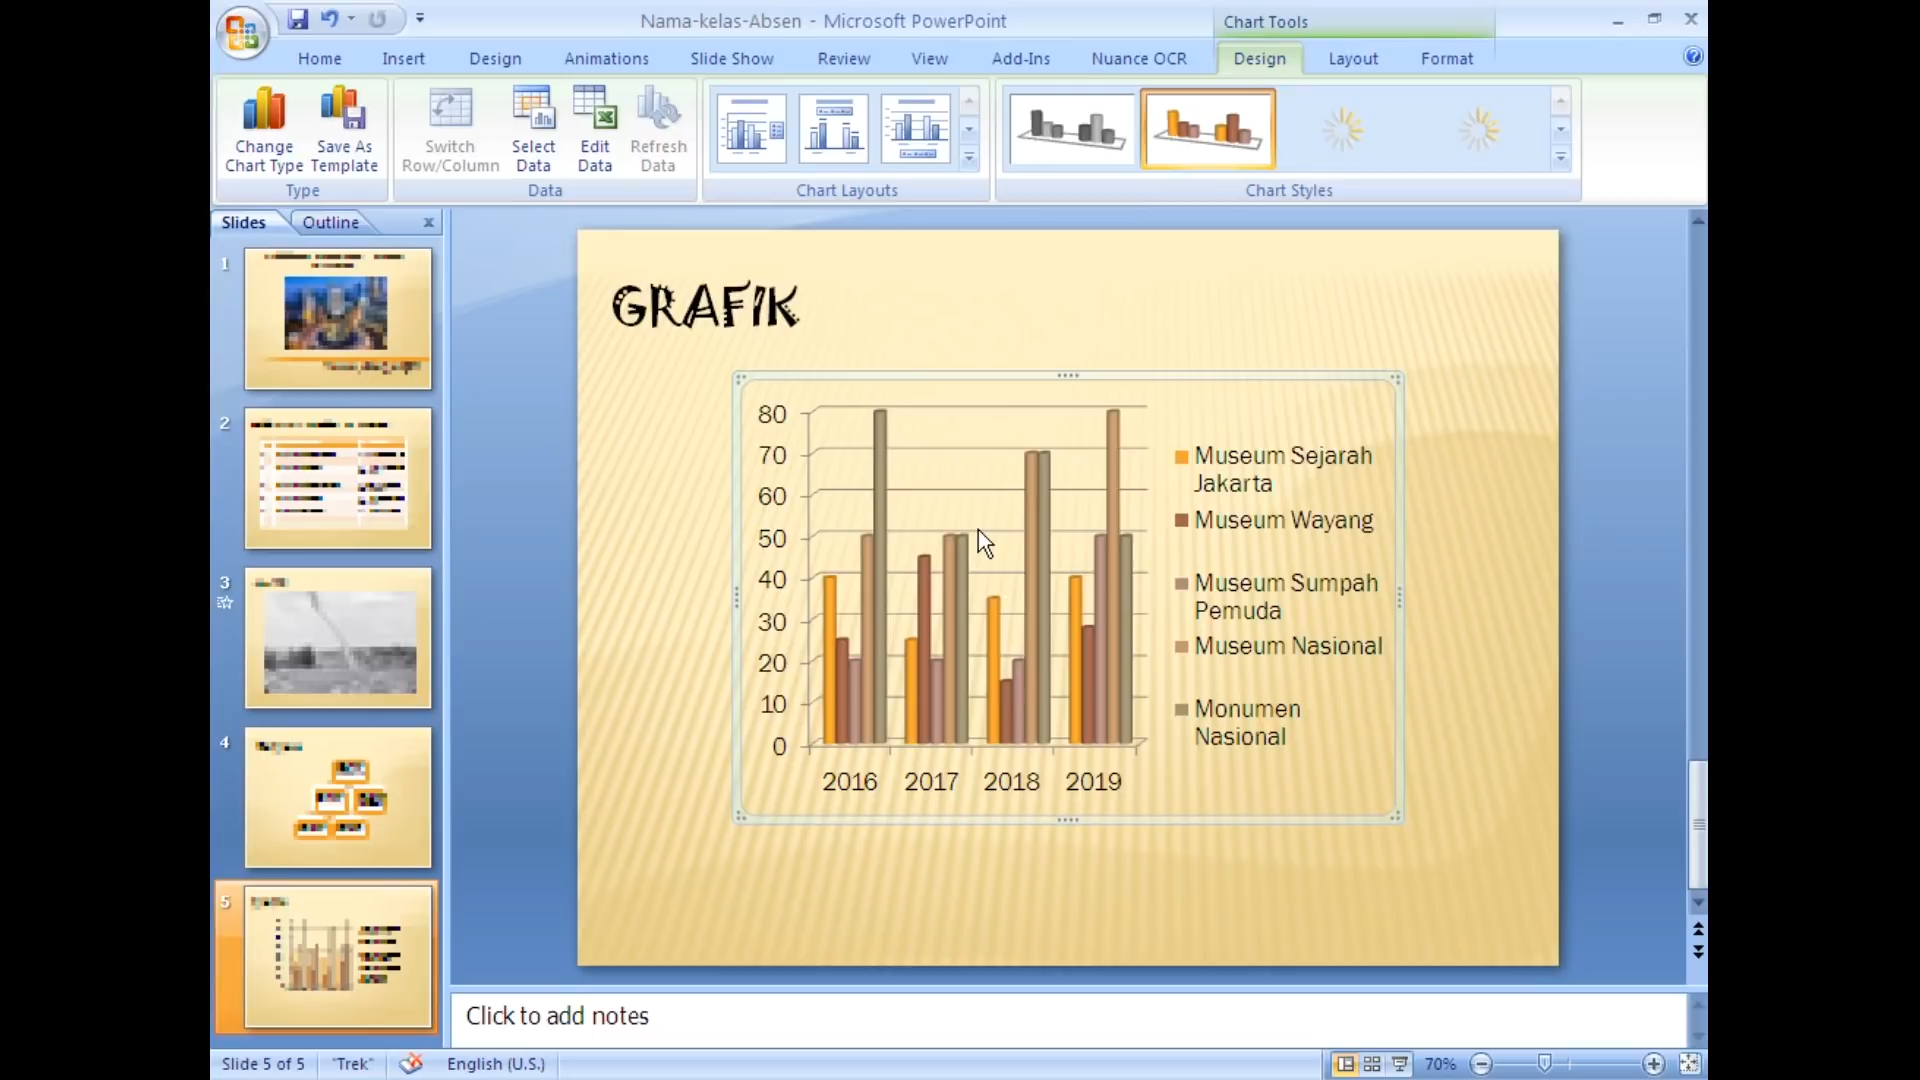 Nama-kelas-Absen - Microsoft PowerPoint
Chart Tools
Home Insert Design Animations Slide Show Review View Add-Ins Nuance OCR Design Layout Format
Change Chart Type
Save As Template
Switch Row/Column
Select Data
Edit Data
Refresh Data
Type
Data
Chart Layouts
Chart Styles
Slides
Outline
1
2
3
4
5
GRAFIK
80
70
60
50
40
30
20
10
0
2016 2017 2018 2019
Museum Sejarah
Jakarta
Museum Wayang
Museum Sumpah
Pemuda
Museum Nasional
Monumen
Nasional
Click to add notes
Slide 5 of 5
"Trek"
English (U.S.)
70%